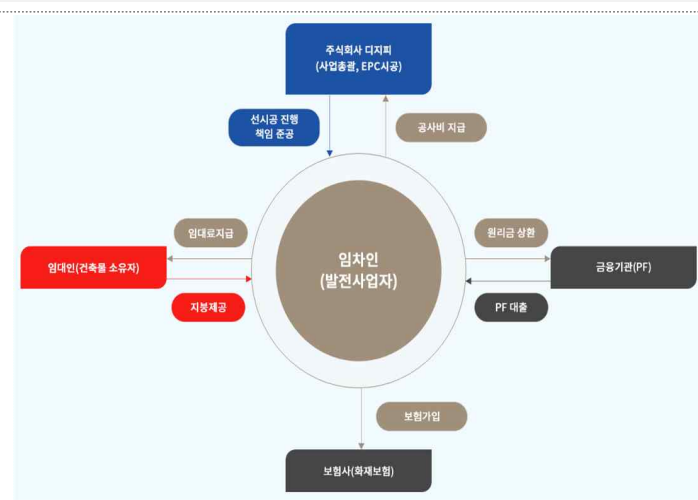 주식회사 디지피
(사업총괄, EPC시공)
선시공 진행
책임 준공
공사비 지급
임대료지급
원리금 상환
임대인(건축물 소유자)
임차인
(발전사업자)
금융기관(PF)
지붕제공
PF 대출
보험가입
보험사(화재보험)